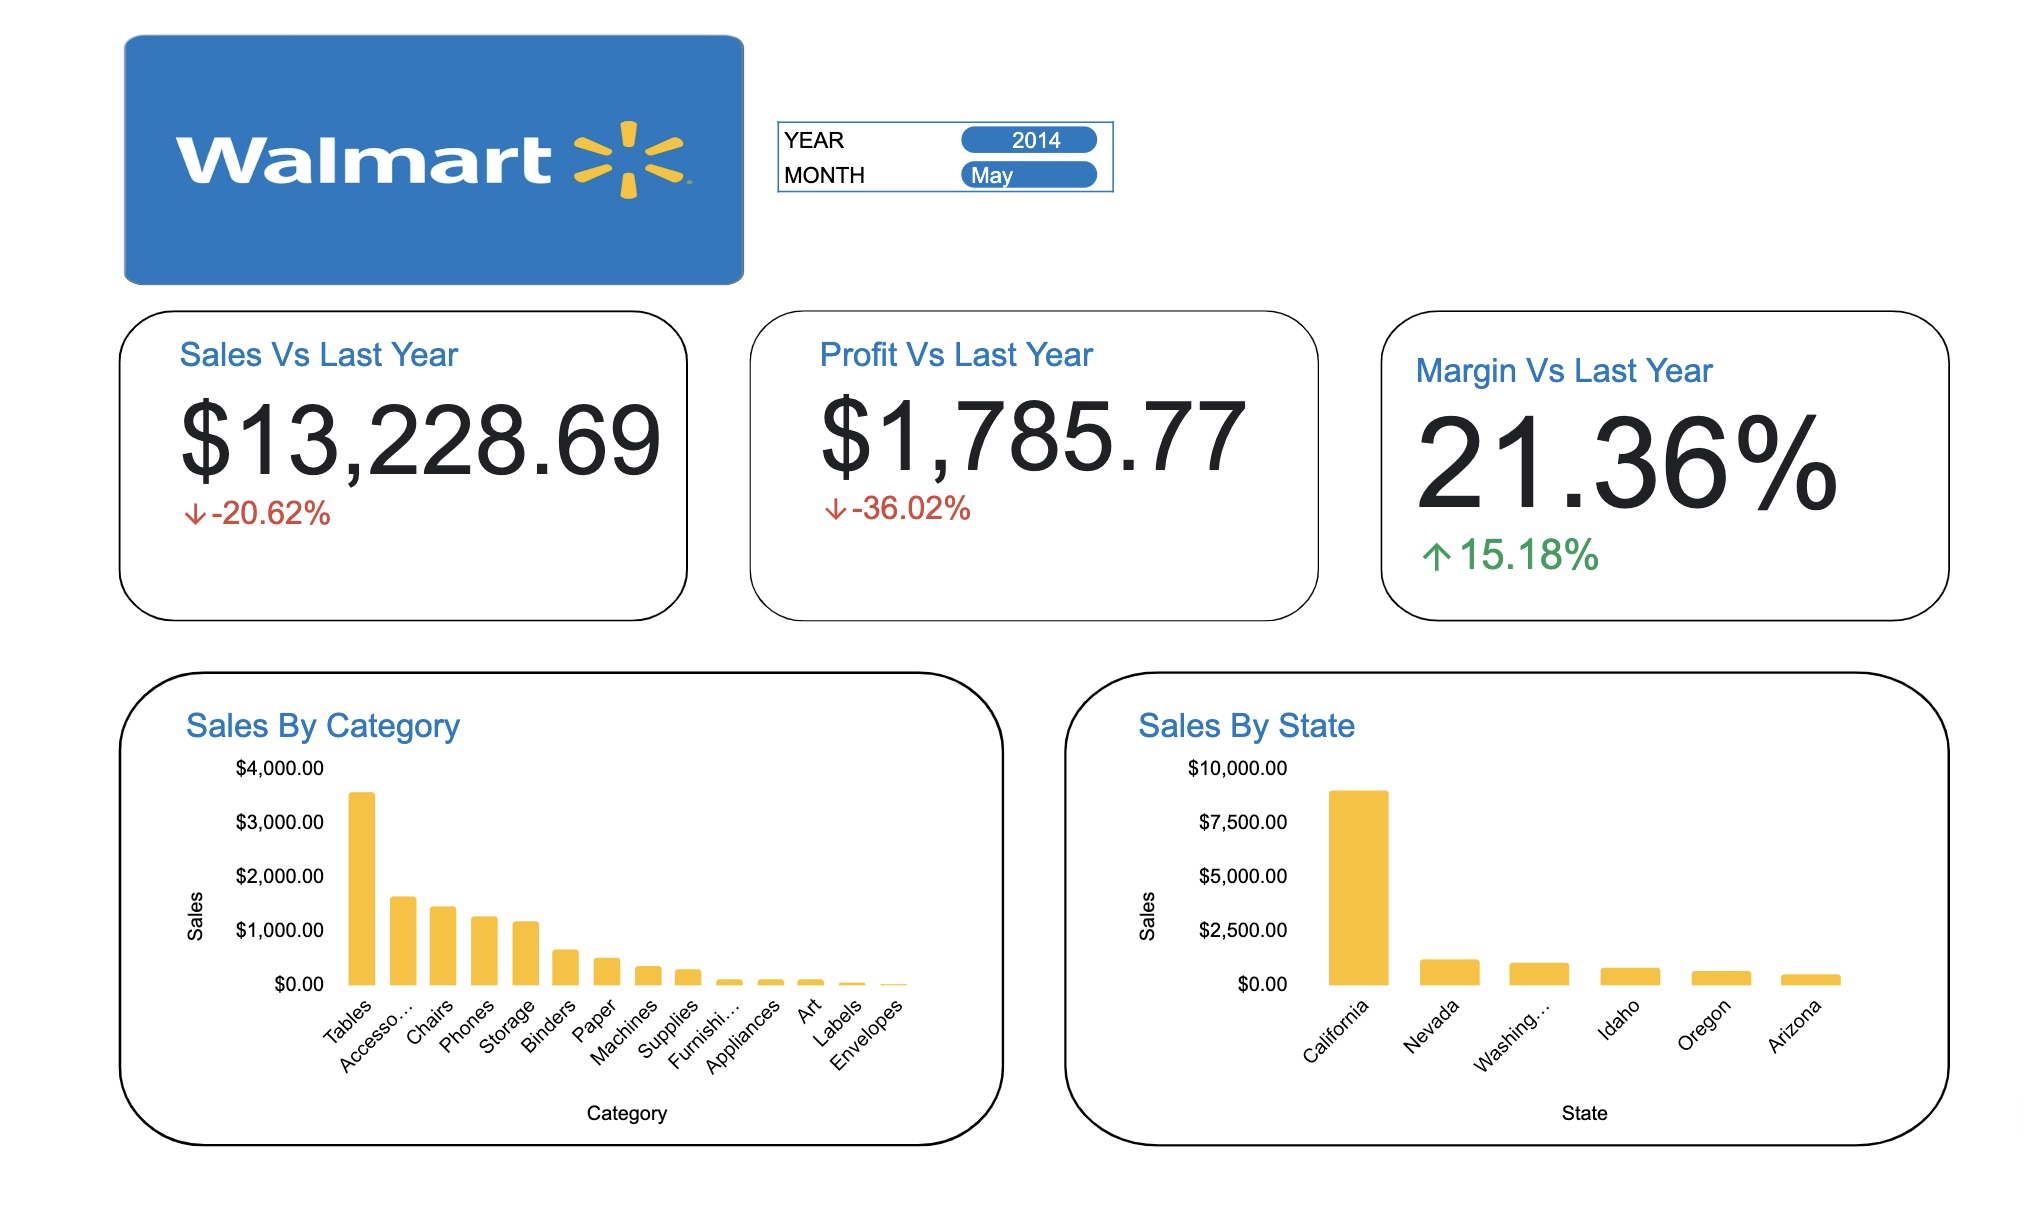 Walmart
YEAR 2014
MONTH May
Sales Vs Last Year
$13,228.69
↓-20.62%
Profit Vs Last Year
$1,785.77
↓-36.02%
Margin Vs Last Year
21.36%
↑15.18%
Sales By Category
$4,000.00
$3,000.00
$2,000.00
$1,000.00
$0.00
Sales
Tables
Accesso...
Chairs
Phones
Storage
Binders
Paper
Machines
Supplies
Furnishi...
Appliances
Art
Labels
Envelopes
Category
Sales By State
$10,000.00
$7,500.00
$5,000.00
$2,500.00
$0.00
Sales
California
Nevada
Washing...
Idaho
Oregon
Arizona
State